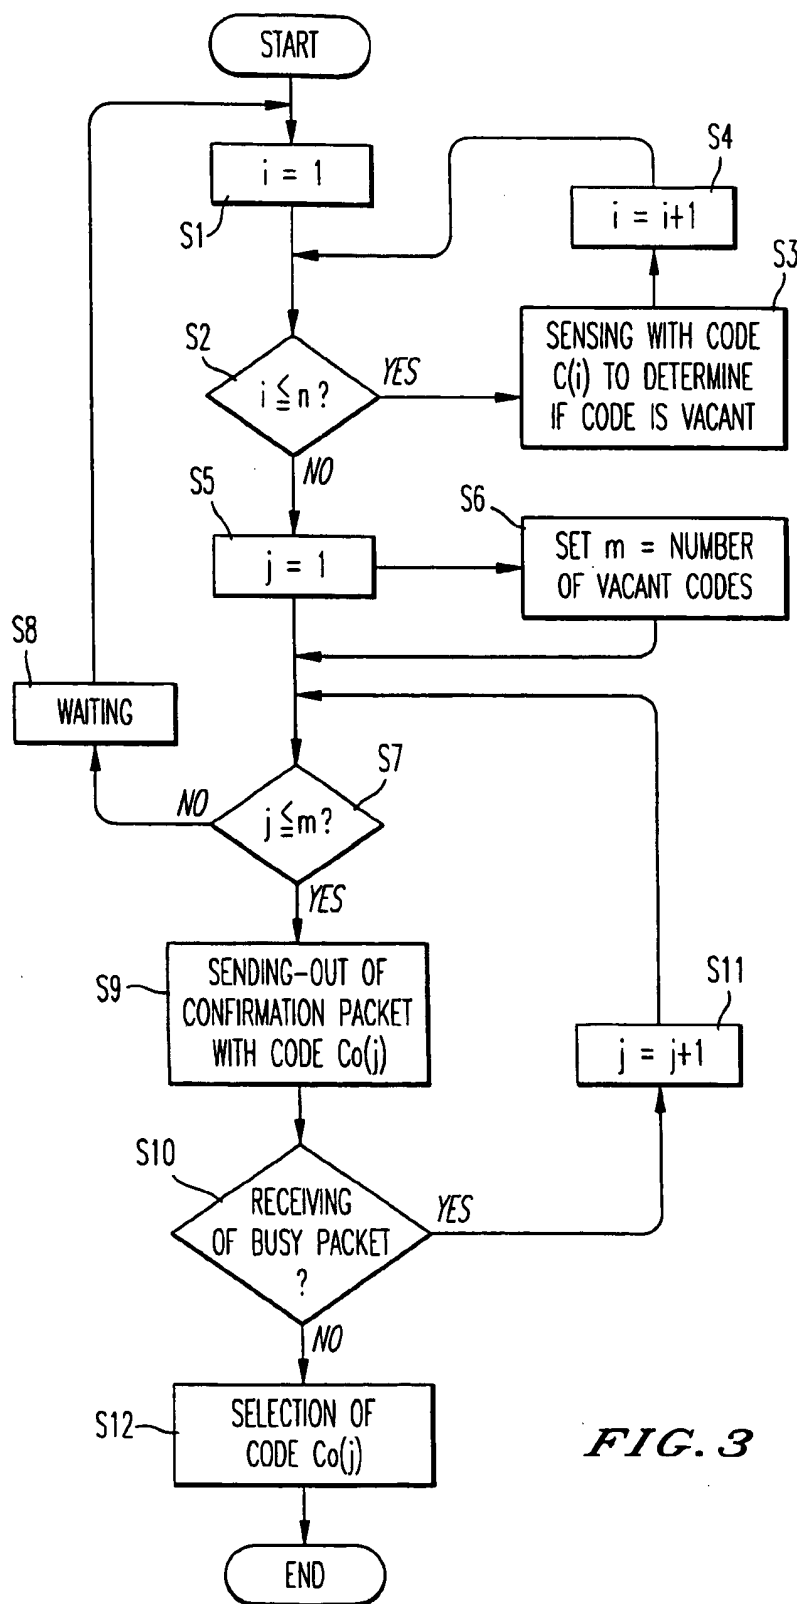 START
i = 1
S1
S4
i = i+1
S3
SENSING WITH CODE
C(i) TO DETERMINE
IF CODE IS VACANT
S2
i ≦ n?
YES
NO
S5
j = 1
S6
SET m = NUMBER
OF VACANT CODES
S8
WAITING
S7
j ≦ m?
NO
YES
S9
SENDING-OUT OF
CONFIRMATION PACKET
WITH CODE Co(j)
S11
j = j+1
S10
RECEIVING
OF BUSY PACKET
?
YES
NO
S12
SELECTION OF
CODE Co(j)
FIG. 3
END